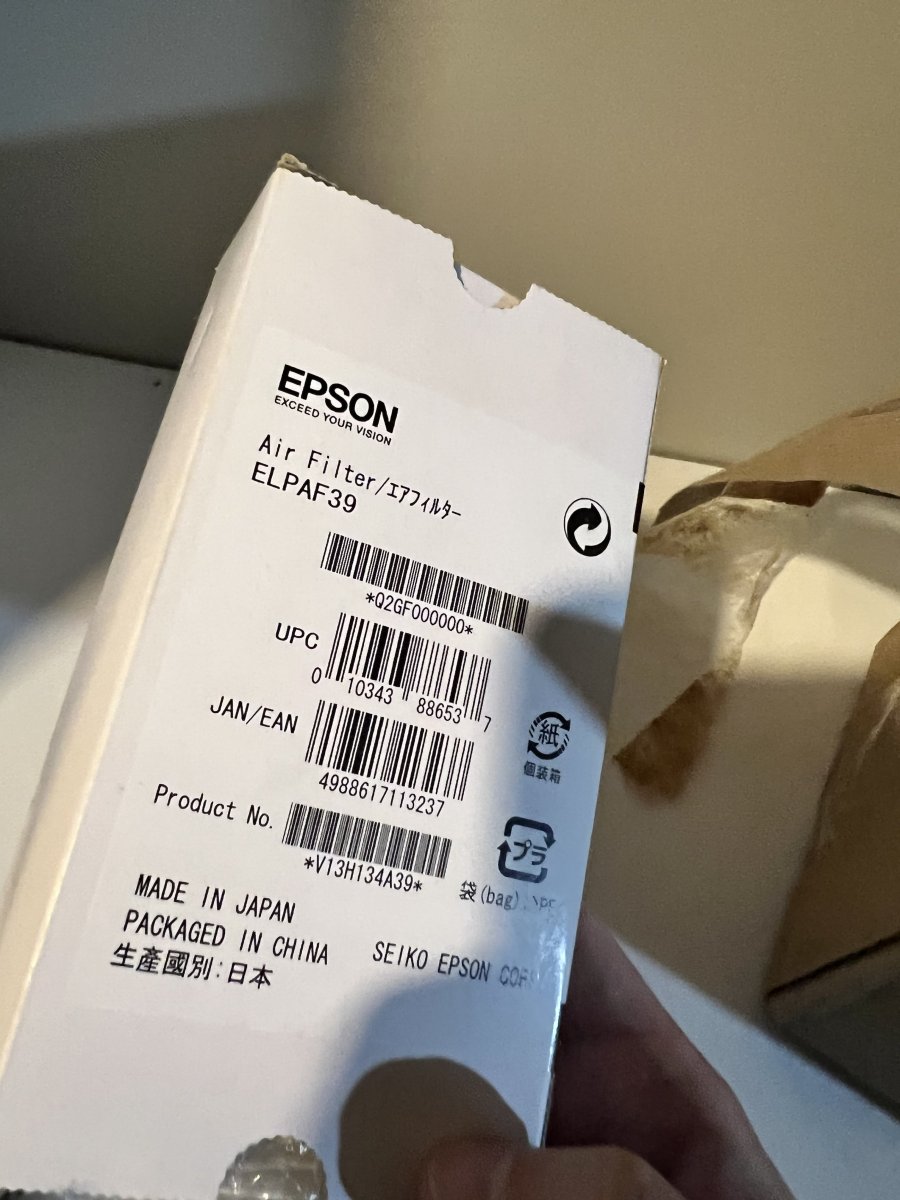 EPSON
EXCEED YOUR VISION
Air Filter/エアフィルター
ELPAF39
*Q2GF000000*
UPC
0 10343 88653 7
JAN/EAN
4988617113237
Product No.
*V13H134A39*
紙
個装箱
プラ
袋(bag)
MADE IN JAPAN
PACKAGED IN CHINA
SEIKO EPSON
生產國別:日本